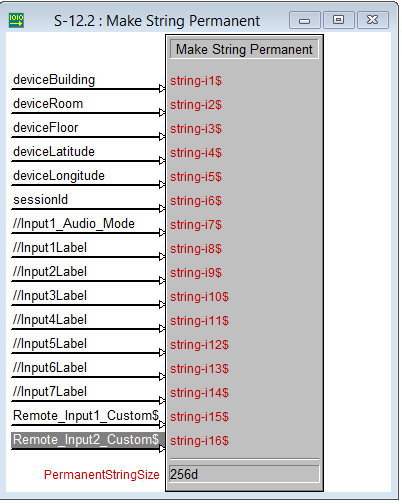 S-12.2 : Make String Permanent
Make String Permanent
deviceBuilding string-i1$
deviceRoom string-i2$
deviceFloor string-i3$
deviceLatitude string-i4$
deviceLongitude string-i5$
sessionId string-i6$
//Input1_Audio_Mode string-i7$
//Input1Label string-i8$
//Input2Label string-i9$
//Input3Label string-i10$
//Input4Label string-i11$
//Input5Label string-i12$
//Input6Label string-i13$
//Input7Label string-i14$
Remote_Input1_Custom$ string-i15$
Remote_Input2_Custom$ string-i16$
PermanentStringSize 256d